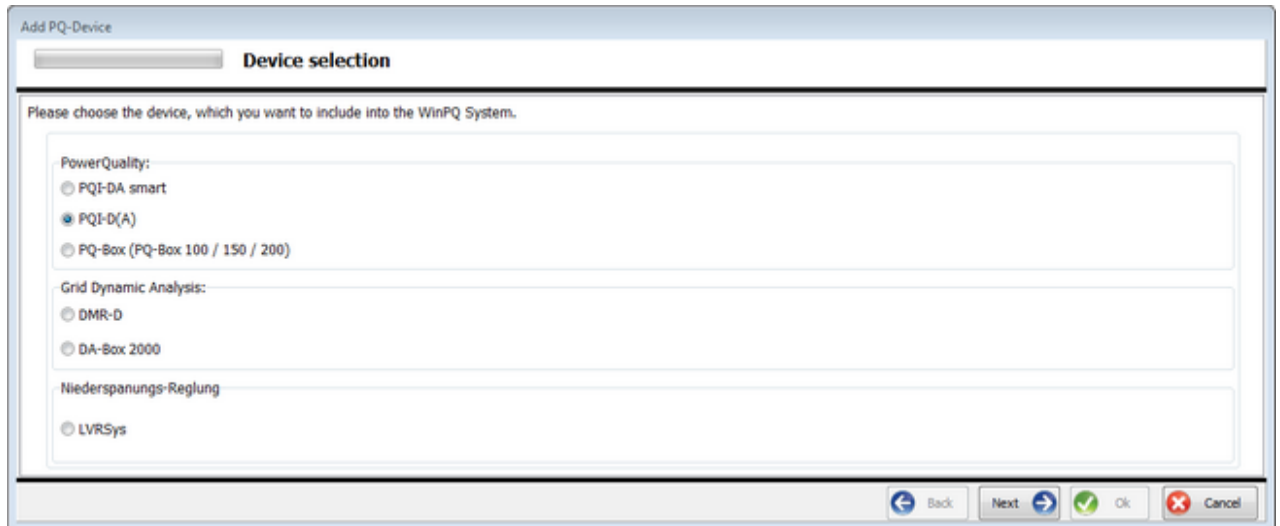 Add PQ-Device
Device selection
Please choose the device, which you want to include into the WinPQ System.
PowerQuality:
PQI-DA smart
PQI-D(A)
PQ-Box (PQ-Box 100 / 150 / 200)
Grid Dynamic Analysis:
DMR-D
DA-Box 2000
Niederspanungs-Reglung
LVRSys
Back Next Ok Cancel